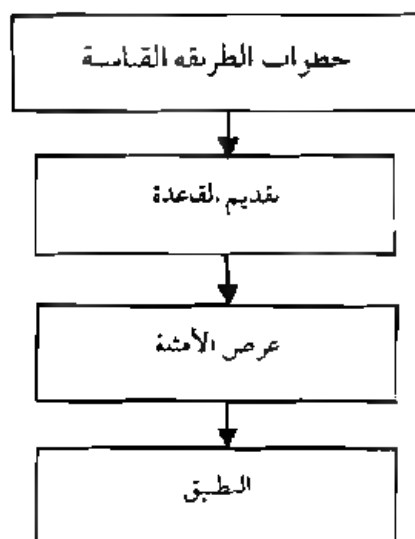 خطوات الطريقة القياسية
تقديم القاعدة
عرض الأمثلة
التطبيق